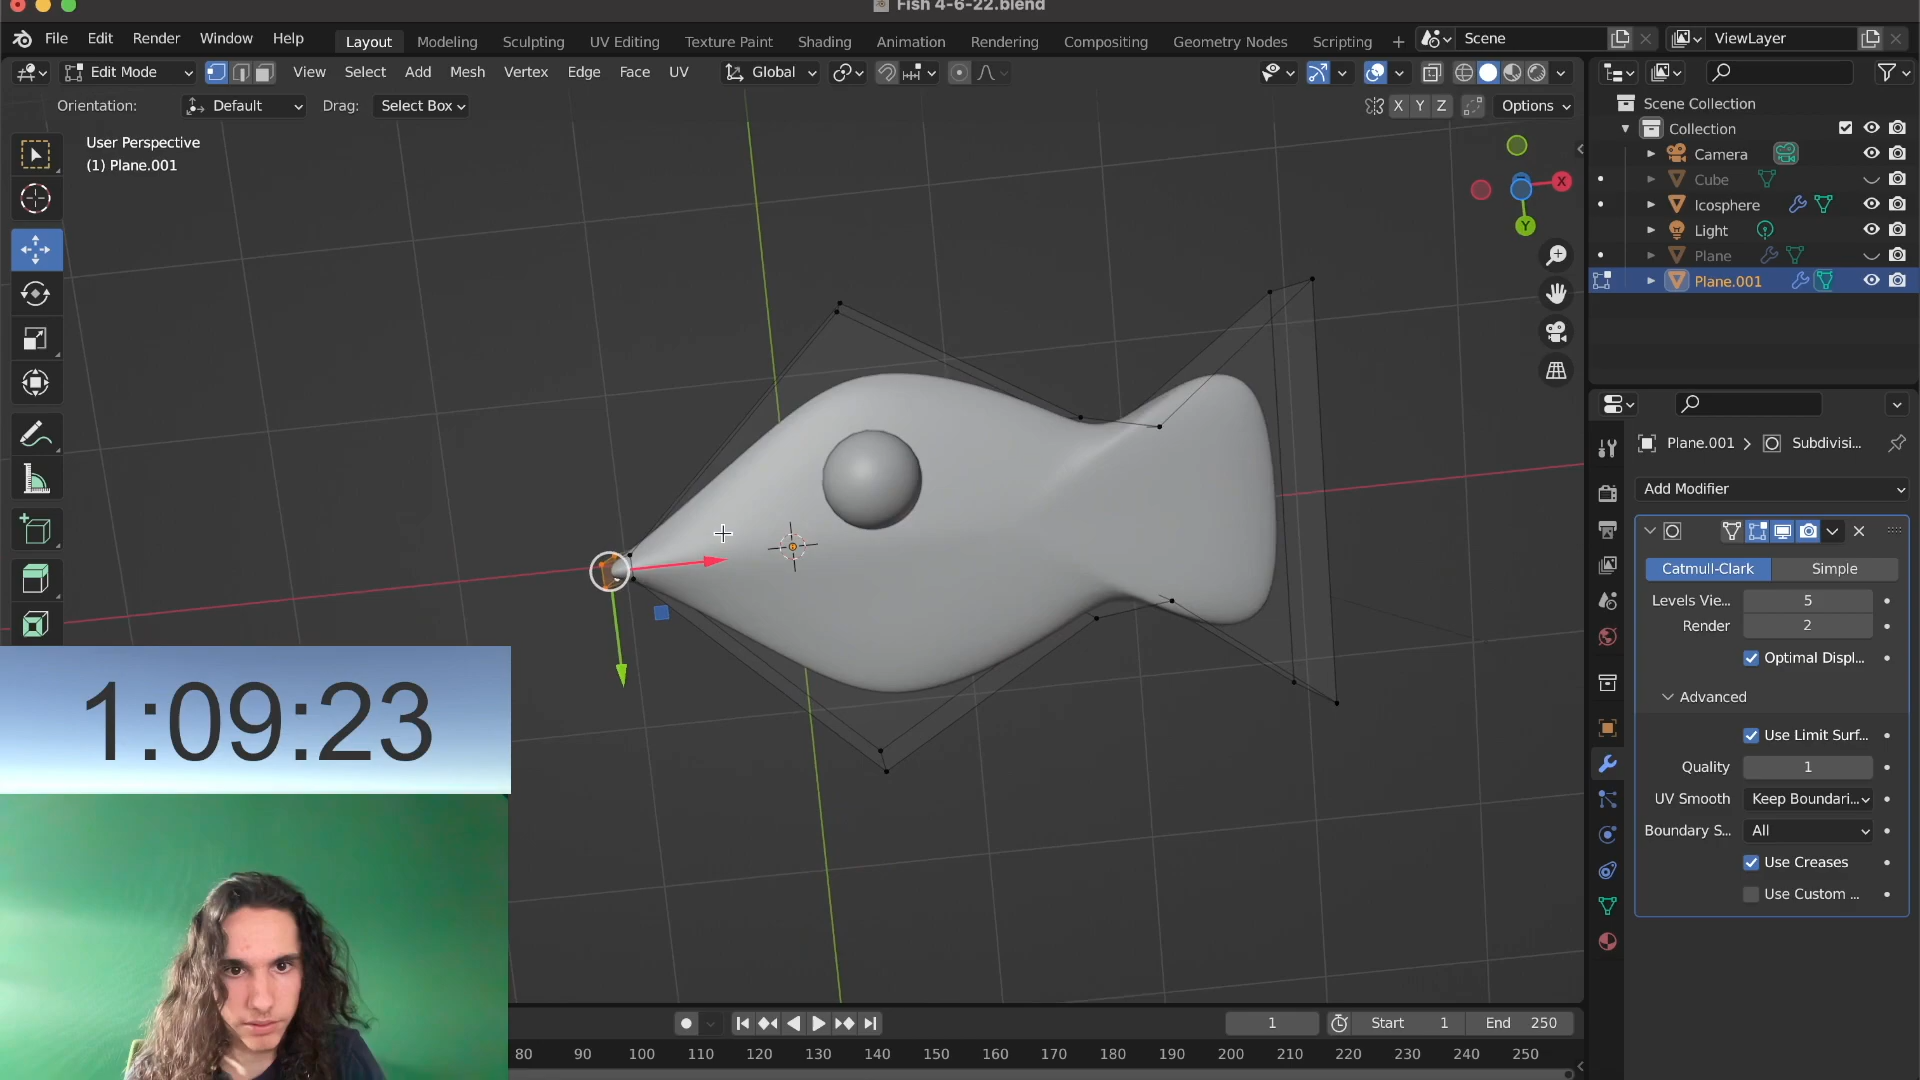 Fish 4-6-22.blend
File Edit Render Window Help Layout Modeling Sculpting UV Editing Texture Paint Shading Animation Rendering Compositing Geometry Nodes Scripting + Scene ViewLayer
Edit Mode View Select Add Mesh Vertex Edge Face UV Global
Orientation: Default Drag: Select Box X Y Z Options
User Perspective
(1) Plane.001
X
Y
Scene Collection
Collection
Camera
Cube
Icosphere
Light
Plane
Plane.001
Plane.001 > Subdivisi...
Add Modifier
Catmull-Clark Simple
Levels Vie... 5
Render 2
Optimal Displ...
Advanced
Use Limit Surf...
Quality 1
UV Smooth Keep Boundari...
Boundary S... All
Use Creases
Use Custom ...
1:09:23
1 Start 1 End 250
80 90 100 110 120 130 140 150 160 170 180 190 200 210 220 230 240 250